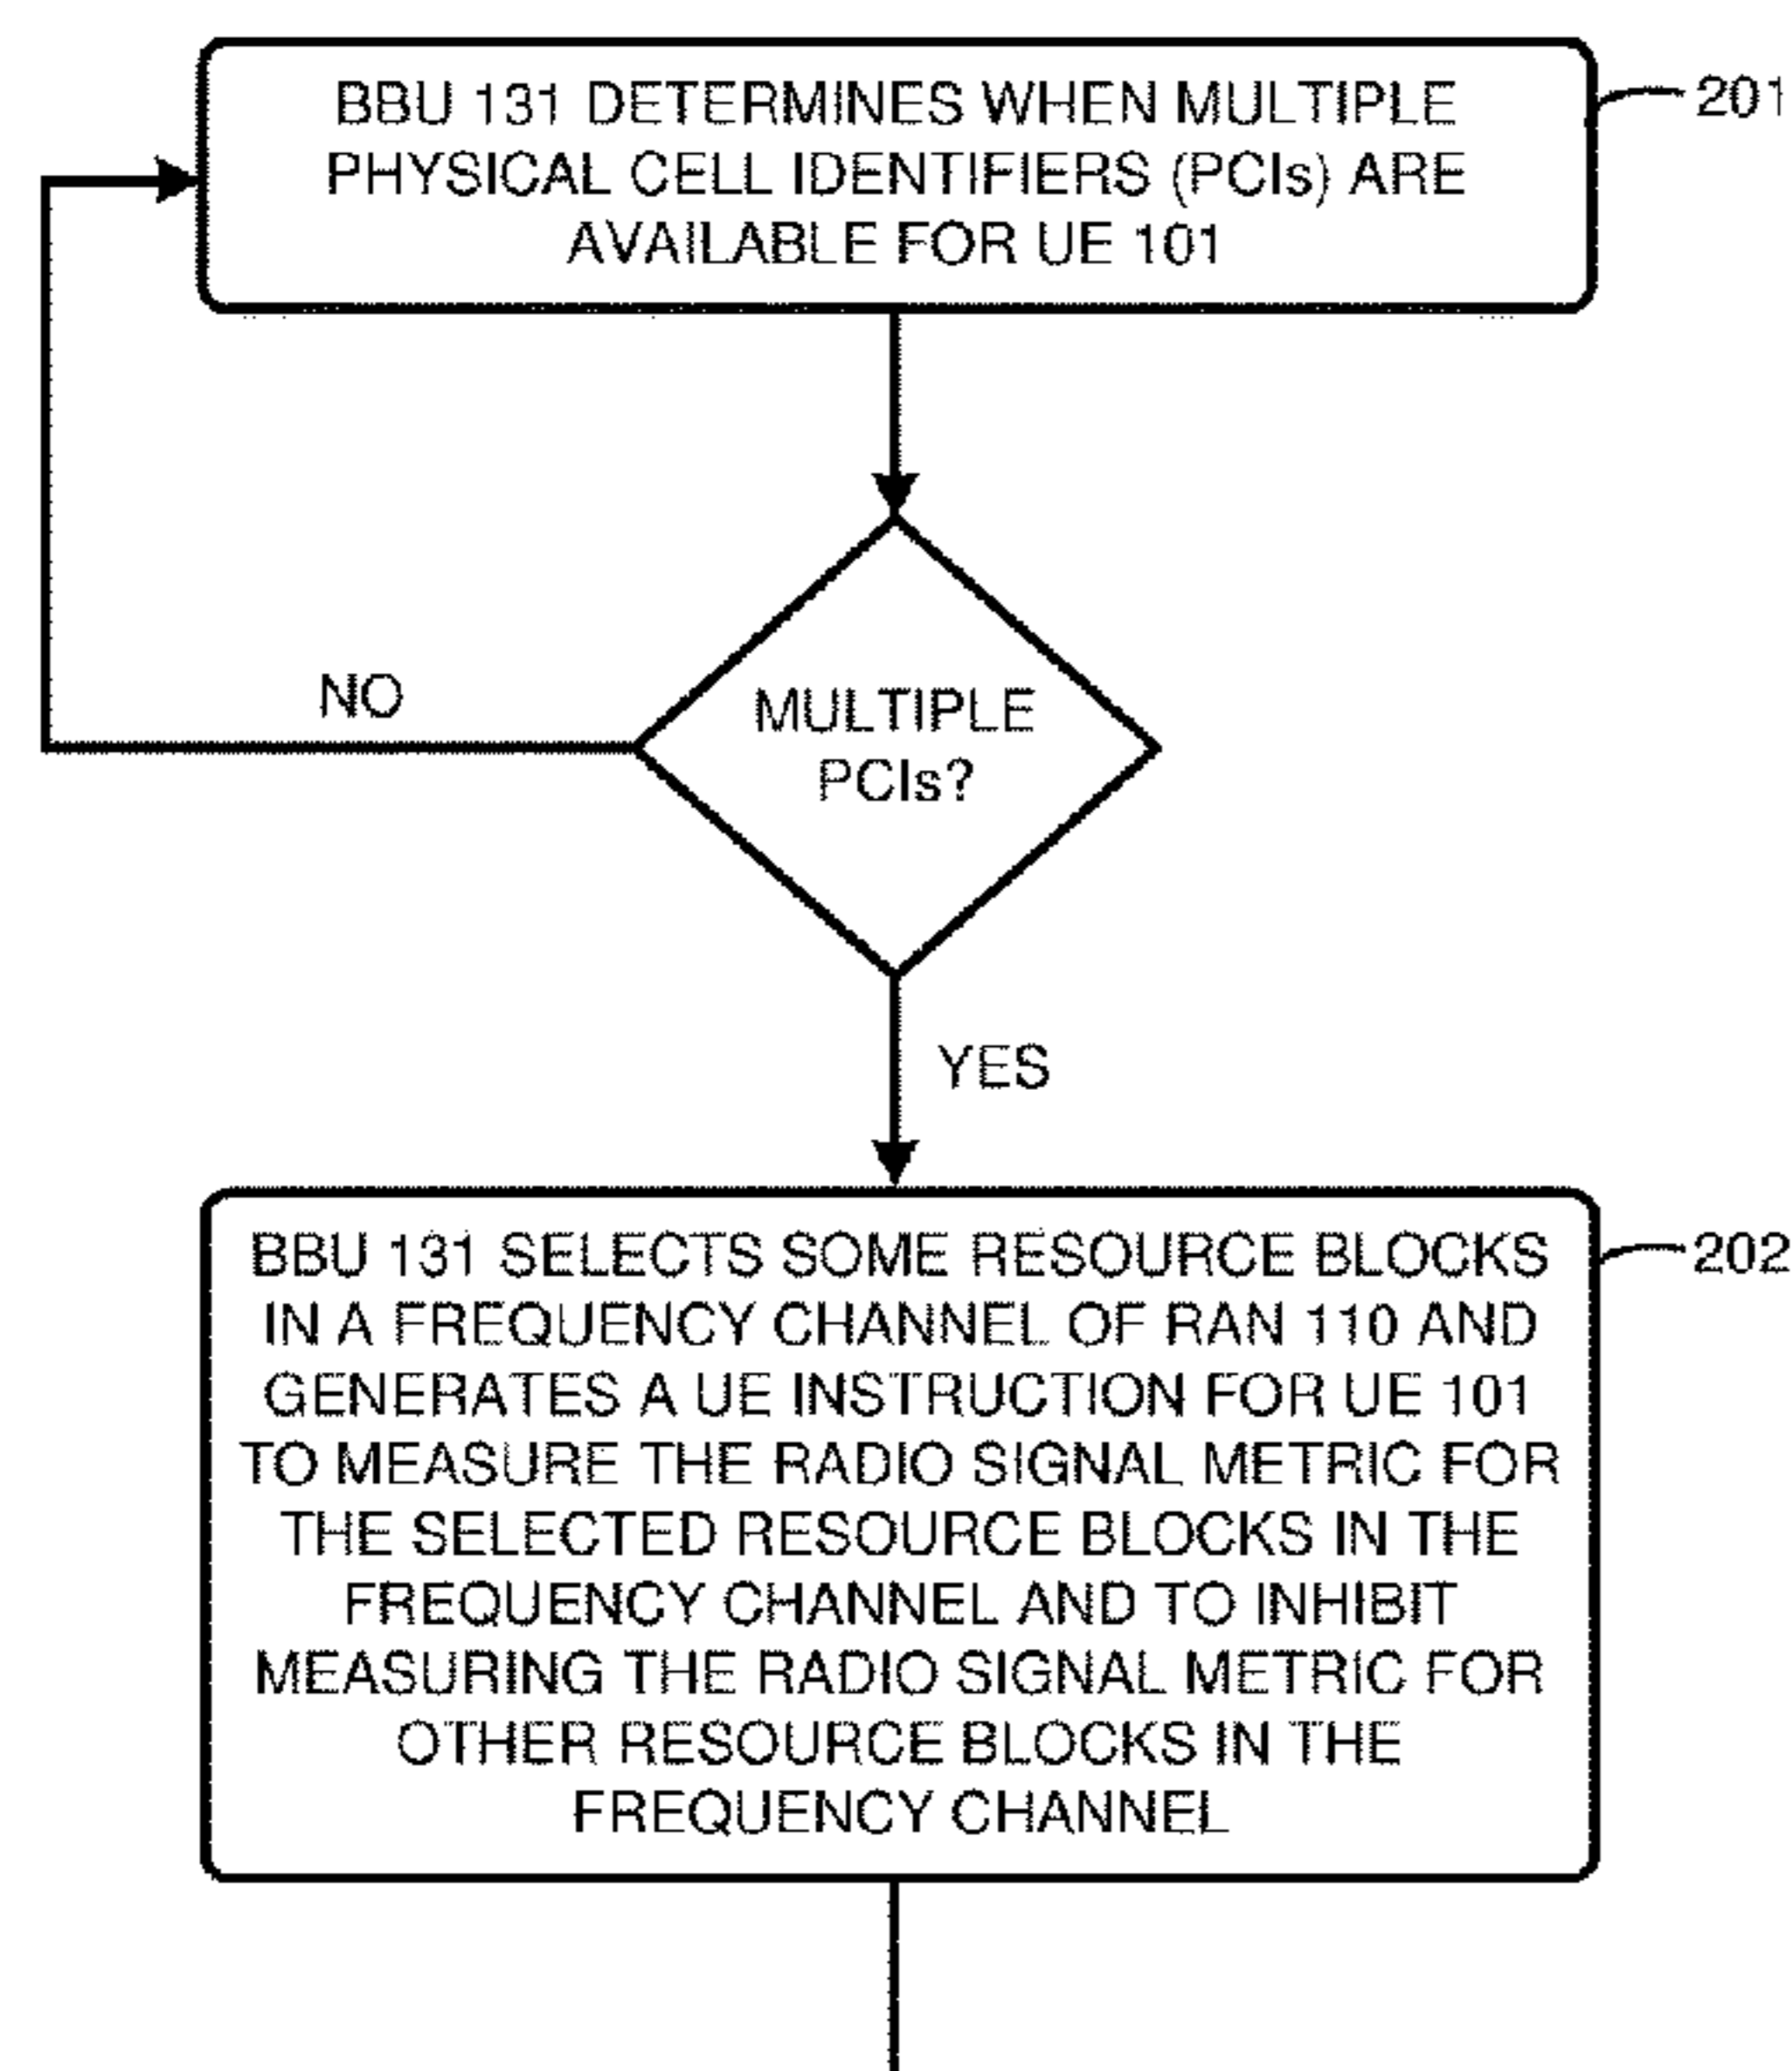 BBU 131 DETERMINES WHEN MULTIPLE
PHYSICAL CELL IDENTIFIERS (PCIs) ARE
AVAILABLE FOR UE 101
201
NO
MULTIPLE
PCIs?
YES
BBU 131 SELECTS SOME RESOURCE BLOCKS
IN A FREQUENCY CHANNEL OF RAN 110 AND
GENERATES A UE INSTRUCTION FOR UE 101
TO MEASURE THE RADIO SIGNAL METRIC FOR
THE SELECTED RESOURCE BLOCKS IN THE
FREQUENCY CHANNEL AND TO INHIBIT
MEASURING THE RADIO SIGNAL METRIC FOR
OTHER RESOURCE BLOCKS IN THE
FREQUENCY CHANNEL
202